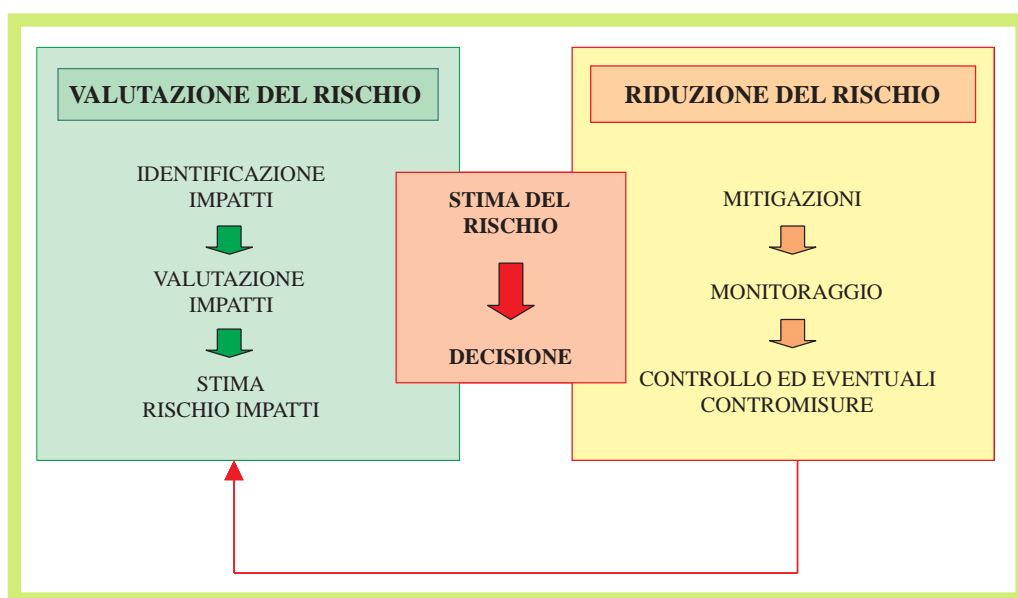 VALUTAZIONE DEL RISCHIO
IDENTIFICAZIONE
IMPATTI
VALUTAZIONE
IMPATTI
STIMA
RISCHIO IMPATTI
STIMA DEL
RISCHIO
DECISIONE
RIDUZIONE DEL RISCHIO
MITIGAZIONI
MONITORAGGIO
CONTROLLO ED EVENTUALI
CONTROMISURE